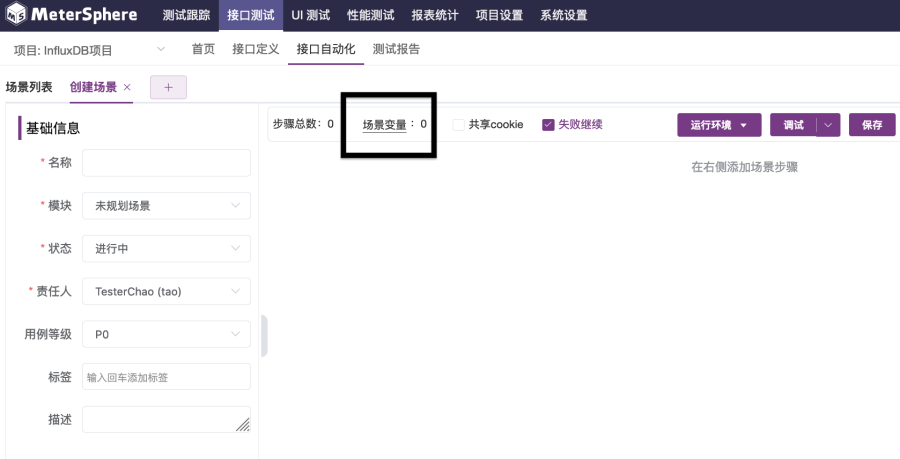 MeterSphere 测试跟踪 接口测试 UI 测试 性能测试 报表统计 项目设置 系统设置
项目: InfluxDB项目 首页 接口定义 接口自动化 测试报告
场景列表 创建场景 × +
基础信息
* 名称
* 模块 未规划场景
* 状态 进行中
* 责任人 TesterChao (tao)
用例等级 P0
标签 输入回车添加标签
描述
步骤总数: 0 场景变量 : 0 共享cookie 失败继续 运行环境 调试 保存
在右侧添加场景步骤